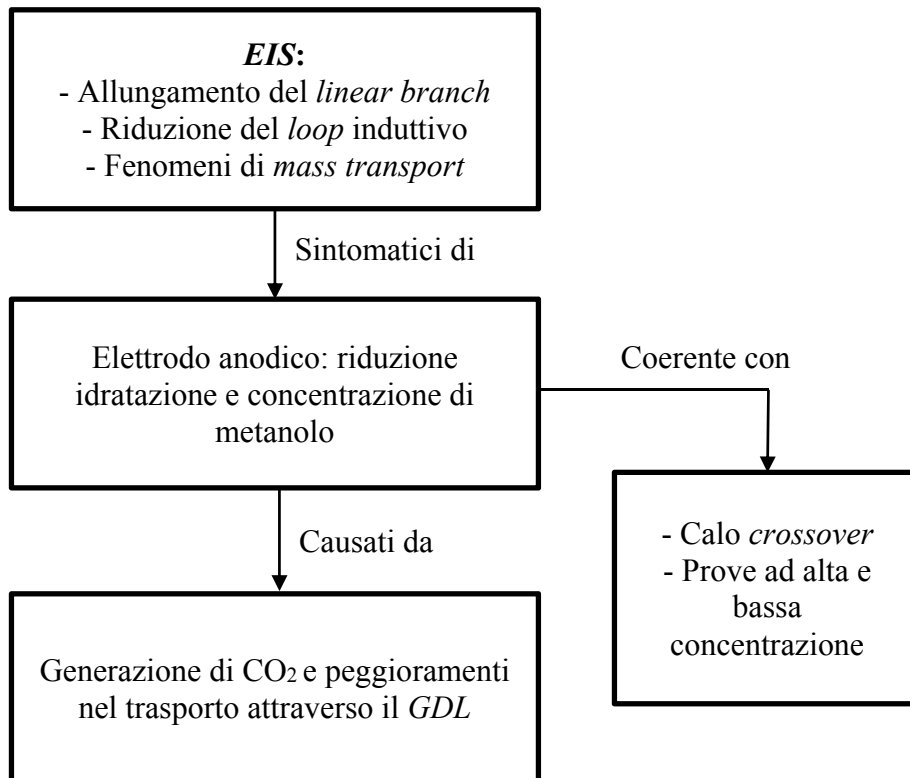 EIS:
- Allungamento del linear branch
- Riduzione del loop induttivo
- Fenomeni di mass transport
Sintomatici di
Elettrodo anodico: riduzione
idratazione e concentrazione di
metanolo
Coerente con
- Calo crossover
- Prove ad alta e
bassa
concentrazione
Causati da
Generazione di CO₂ e peggioramenti
nel trasporto attraverso il GDL